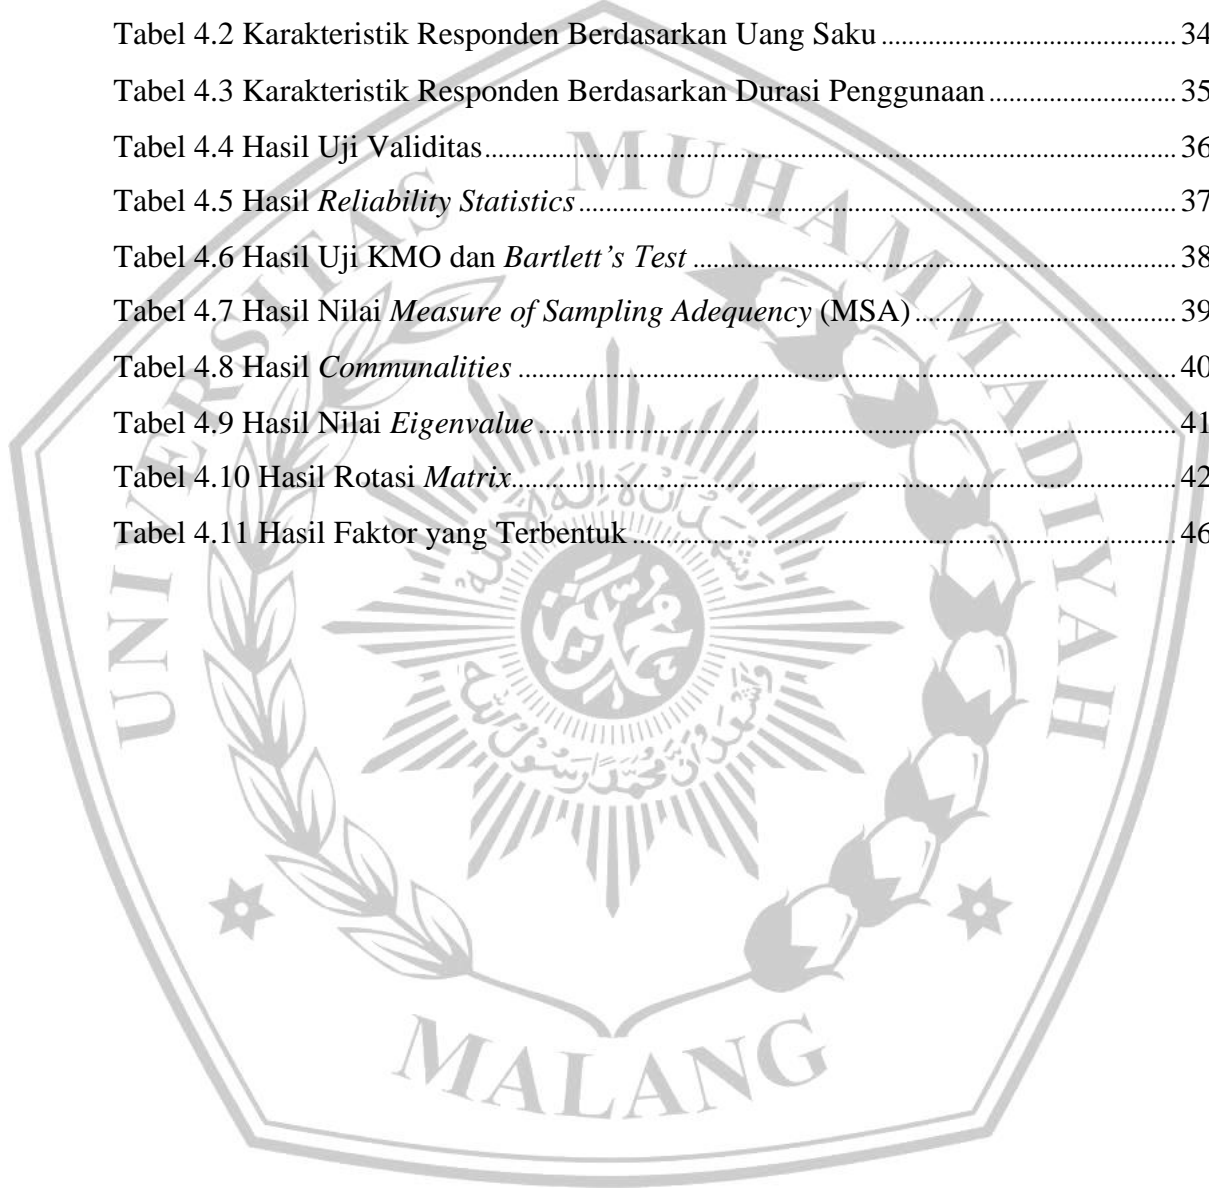 Tabel 4.2 Karakteristik Responden Berdasarkan Uang Saku ........ 34
Tabel 4.3 Karakteristik Responden Berdasarkan Durasi Penggunaan ........ 35
Tabel 4.4 Hasil Uji Validitas ........ 36
Tabel 4.5 Hasil Reliability Statistics ........ 37
Tabel 4.6 Hasil Uji KMO dan Bartlett’s Test ........ 38
Tabel 4.7 Hasil Nilai Measure of Sampling Adequency (MSA) ........ 39
Tabel 4.8 Hasil Communalities ........ 40
Tabel 4.9 Hasil Nilai Eigenvalue ........ 41
Tabel 4.10 Hasil Rotasi Matrix ........ 42
Tabel 4.11 Hasil Faktor yang Terbentuk ........ 46
UNIVERSITAS MUHAMMADIYAH
MALANG